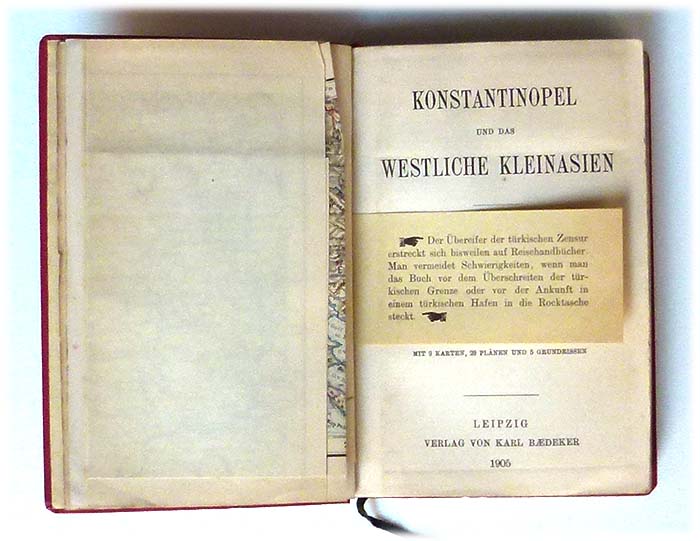 KONSTANTINOPEL
UND DAS
WESTLICHE KLEINASIEN
Der Übereifer der türkischen Zensur
erstreckt sich bisweilen auf Reisehandbücher.
Man vermeidet Schwierigkeiten, wenn man
das Buch vor dem Überschreiten der tür-
kischen Grenze oder vor der Ankunft in
einem türkischen Hafen in die Rocktasche
steckt.
MIT 9 KARTEN, 29 PLÄNEN UND 5 GRUNDRISSEN
LEIPZIG
VERLAG VON KARL BÆDEKER
1905